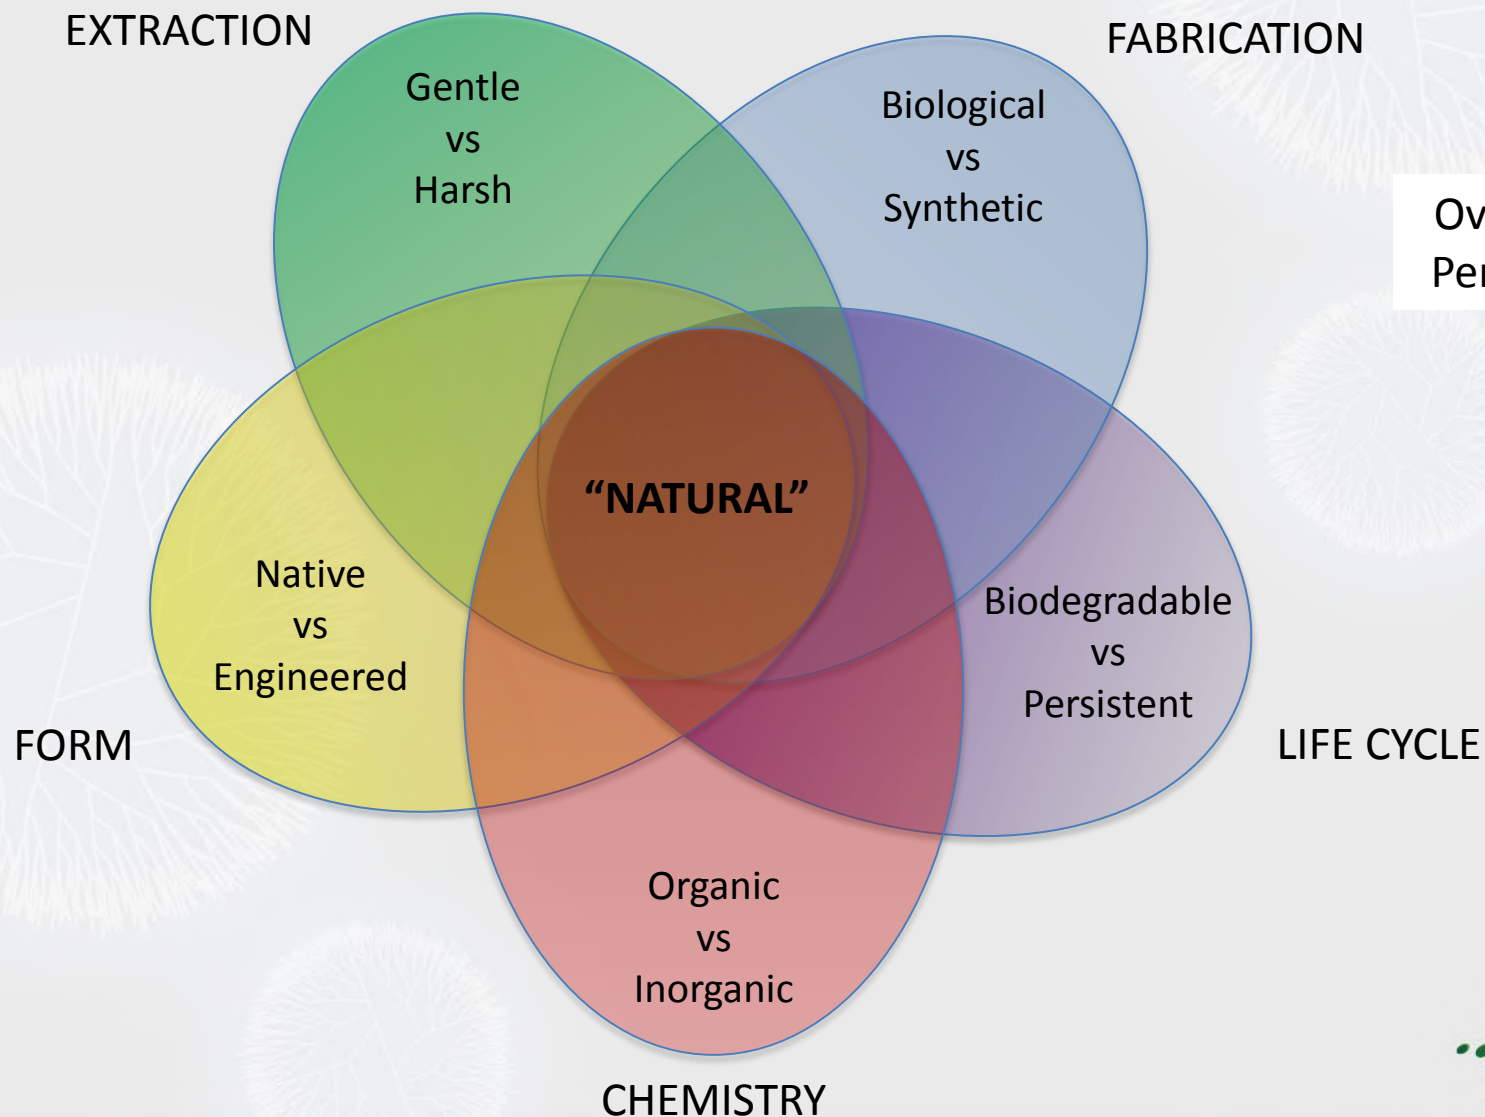 EXTRACTION
FABRICATION
Gentle
vs
Harsh
Biological
vs
Synthetic
“NATURAL”
Native
vs
Engineered
Biodegradable
vs
Persistent
FORM
LIFE CYCLE
Organic
vs
Inorganic
CHEMISTRY